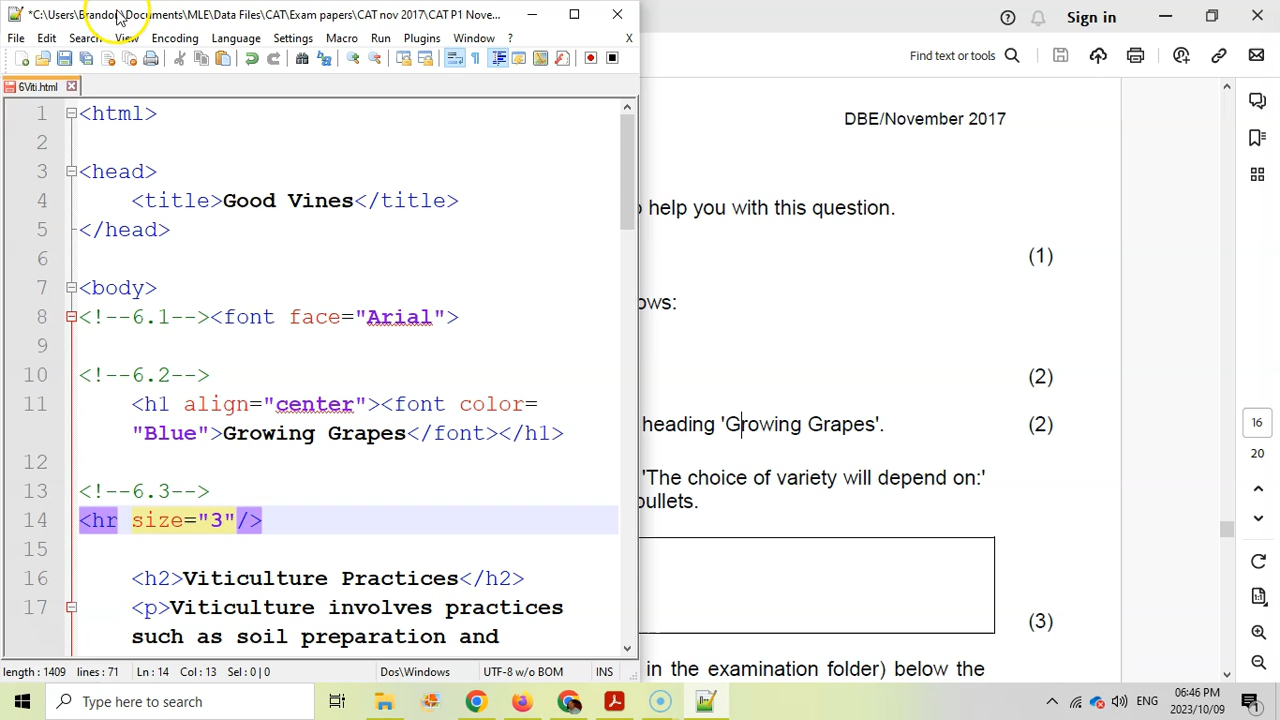 *C:\Users\Brandon\Documents\MLE\Data Files\CAT\Exam papers\CAT nov 2017\CAT P1 Nove...
File Edit Search View Encoding Language Settings Macro Run Plugins Window ? X
6Viti.html
1 <html>
2
3 <head>
4 <title>Good Vines</title>
5 </head>
6
7 <body>
8 <!--6.1--><font face="Arial">
9
10 <!--6.2-->
11 <h1 align="center"><font color=
"Blue">Growing Grapes</font></h1>
12
13 <!--6.3-->
14 <hr size="3"/>
15
16 <h2>Viticulture Practices</h2>
17 <p>Viticulture involves practices
such as soil preparation and
length : 1409 lines : 71 Ln : 14 Col : 13 Sel : 0 | 0 Dos\Windows UTF-8 w/o BOM INS
Sign in
Find text or tools
DBE/November 2017
o help you with this question.
(1)
ows:
(2)
heading 'Growing Grapes'. (2)
'The choice of variety will depend on:'
bullets.
(3)
in the examination folder) below the
16
20
1:1
Type here to search
ENG
06:46 PM
2023/10/09
1